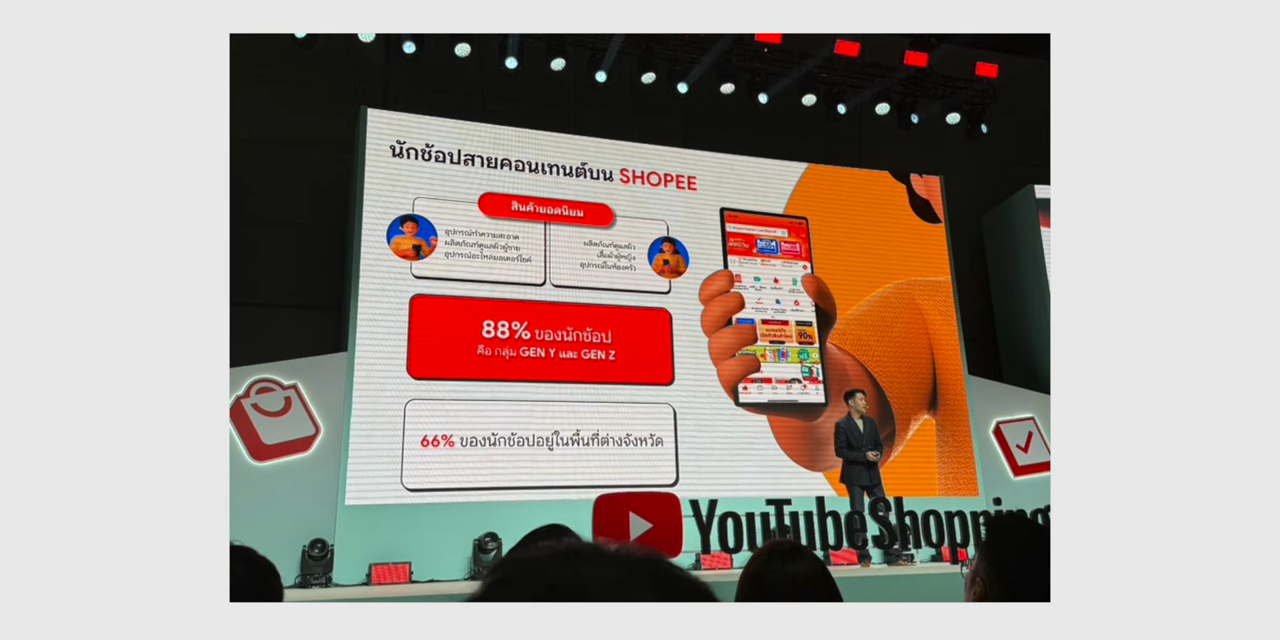 นักช้อปสายคอนเทนต์บน SHOPEE
สินค้ายอดนิยม
อุปกรณ์ทำความสะอาด
ผลิตภัณฑ์ดูแลผิวผู้ชาย
อุปกรณ์อะไหล่มอเตอร์ไซค์
ผลิตภัณฑ์ดูแลผิว
เสื้อผ้าผู้หญิง
อุปกรณ์ในห้องครัว
88% ของนักช้อป
คือ กลุ่ม GEN Y และ GEN Z
66% ของนักช้อปอยู่ในพื้นที่ต่างจังหวัด
90%
YouTubeShopping